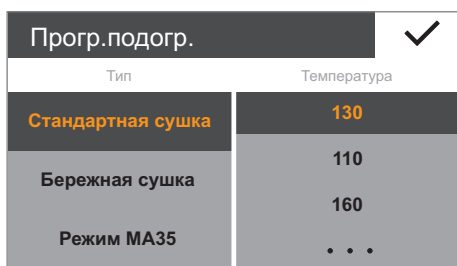 Прогр.подогр.
Тип Температура
Стандартная сушка 130
Бережная сушка 110
160
Режим MA35
. . .